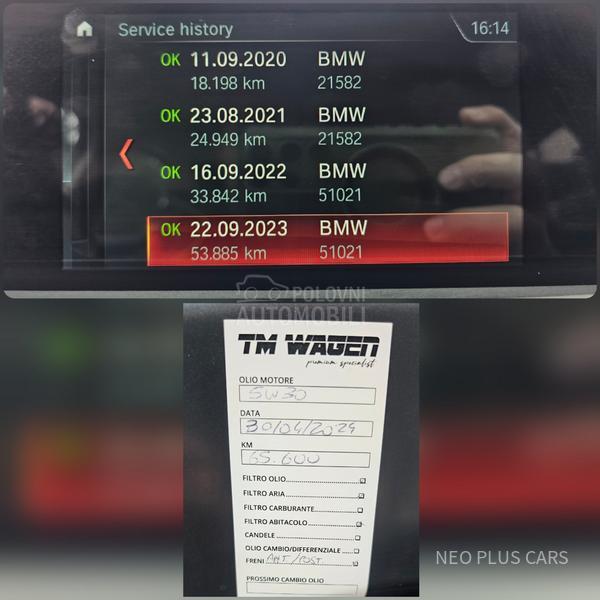 Service history 16:14
OK 11.09.2020 BMW
18.198 km 21582
OK 23.08.2021 BMW
24.949 km 21582
OK 16.09.2022 BMW
33.842 km 51021
OK 22.09.2023 BMW
53.885 km 51021
POLOVNI
AUTOMOBILI
TM WAGEN
premium specialist
OLIO MOTORE
5W30
DATA
30/04/2024
KM
65.600
FILTRO OLIO
FILTRO ARIA
FILTRO CARBURANTE
FILTRO ABITACOLO
CANDELE
OLIO CAMBIO/DIFFERENZIALE
FRENI ANT/POST.
PROSSIMO CAMBIO OLIO
NEO PLUS CARS